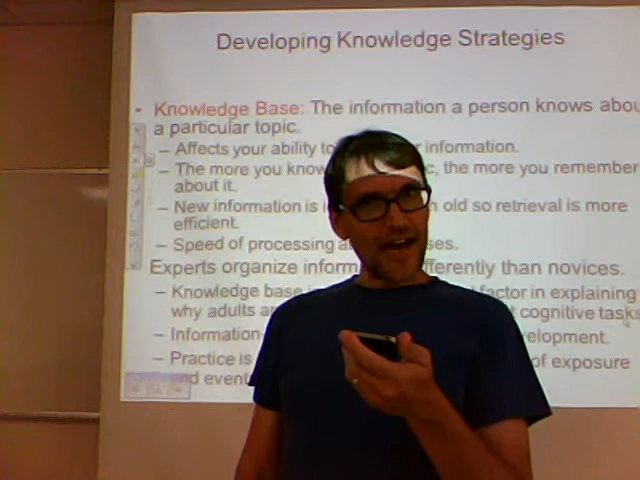 Developing Knowledge Strategies
• Knowledge Base: The information a person knows abou
a particular topic.
– Affects your ability to information.
– The more you know the more you remember
about it.
– New information is old so retrieval is more
efficient.
– Speed of processing
Experts organize inform fferently than novices.
– Knowledge base factor in explaining
why adults cognitive tasks
– Information velopment.
– Practice is of exposure
nd event